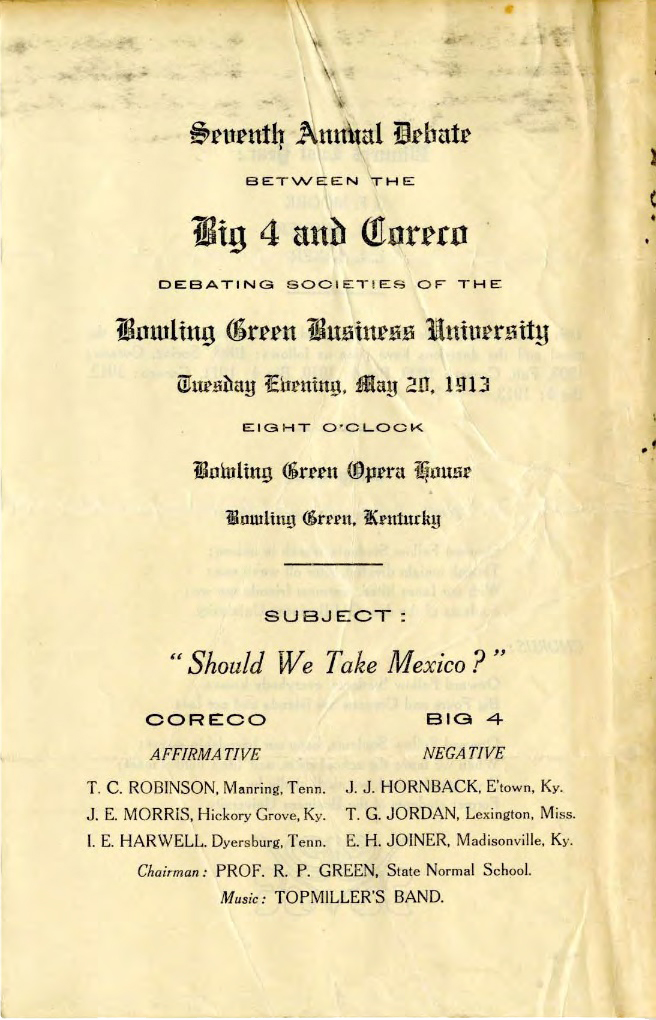 Seventh Annual Debate
BETWEEN THE
Big 4 and Coreco
DEBATING SOCIETIES OF THE
Bowling Green Business University
Tuesday Evening, May 20, 1913
EIGHT O'CLOCK
Bowling Green Opera House
Bowling Green, Kentucky
SUBJECT:
"Should We Take Mexico?"
CORECO BIG 4
AFFIRMATIVE NEGATIVE
T. C. ROBINSON, Manring, Tenn. J. J. HORNBACK, E'town, Ky.
J. E. MORRIS, Hickory Grove, Ky. T. G. JORDAN, Lexington, Miss.
I. E. HARWELL. Dyersburg, Tenn. E. H. JOINER, Madisonville, Ky.
Chairman: PROF. R. P. GREEN, State Normal School.
Music: TOPMILLER'S BAND.